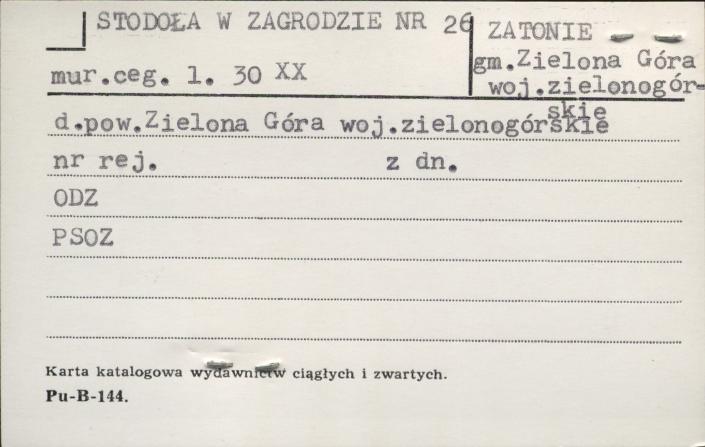 STODOŁA W ZAGRODZIE NR 26
mur.ceg. l. 30 XX
ZATONIE
gm.Zielona Góra
woj.zielonogór-
skie
d.pow.Zielona Góra woj.zielonogórskie
nr rej. z dn.
ODZ
PSOZ
Karta katalogowa wydawnictw ciągłych i zwartych.
Pu-B-144.